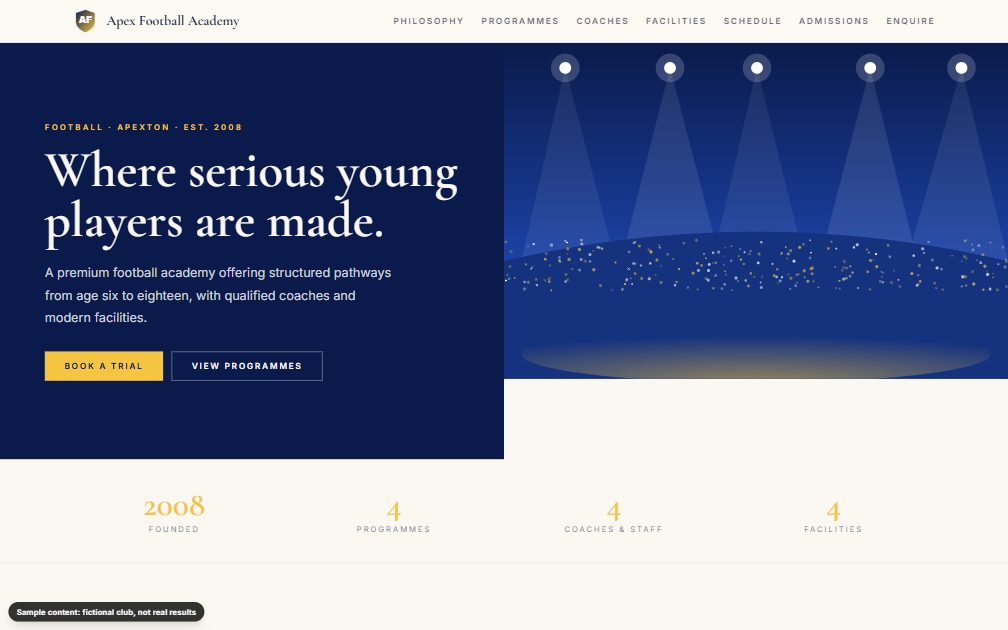 AF Apex Football Academy
PHILOSOPHY PROGRAMMES COACHES FACILITIES SCHEDULE ADMISSIONS ENQUIRE
FOOTBALL · APEXTON · EST. 2008
Where serious young
players are made.
A premium football academy offering structured pathways
from age six to eighteen, with qualified coaches and
modern facilities.
BOOK A TRIAL VIEW PROGRAMMES
2008 4 4 4
FOUNDED PROGRAMMES COACHES & STAFF FACILITIES
Sample content: fictional club, not real results